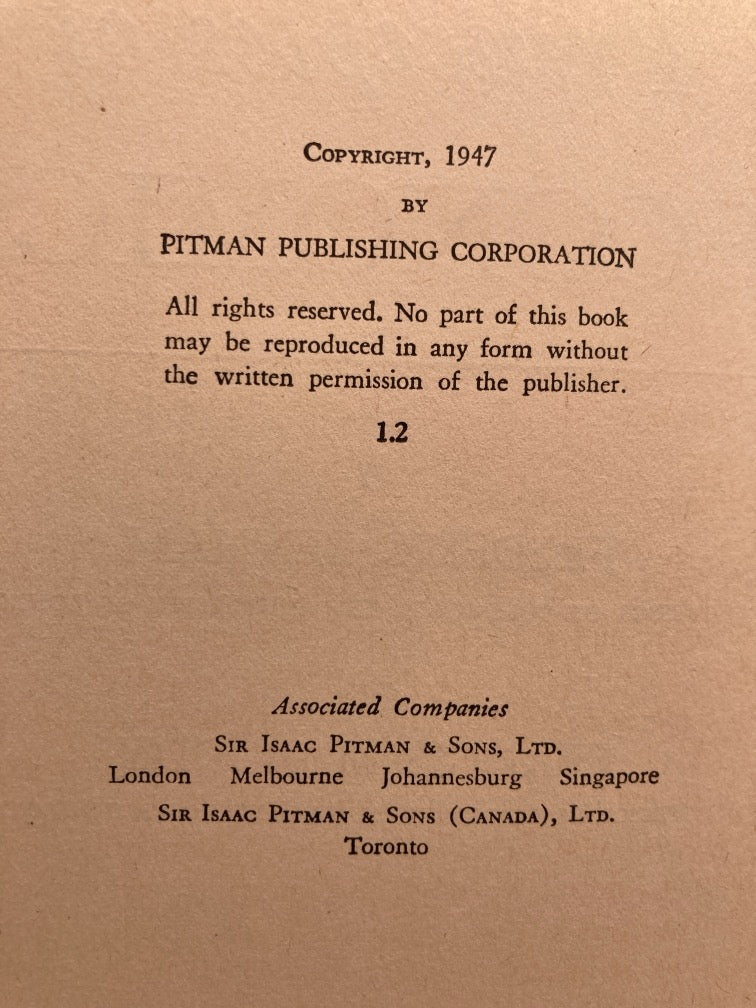 COPYRIGHT, 1947
BY
PITMAN PUBLISHING CORPORATION
All rights reserved. No part of this book
may be reproduced in any form without
the written permission of the publisher.
1.2
Associated Companies
SIR ISAAC PITMAN & SONS, LTD.
London Melbourne Johannesburg Singapore
SIR ISAAC PITMAN & SONS (CANADA), LTD.
Toronto